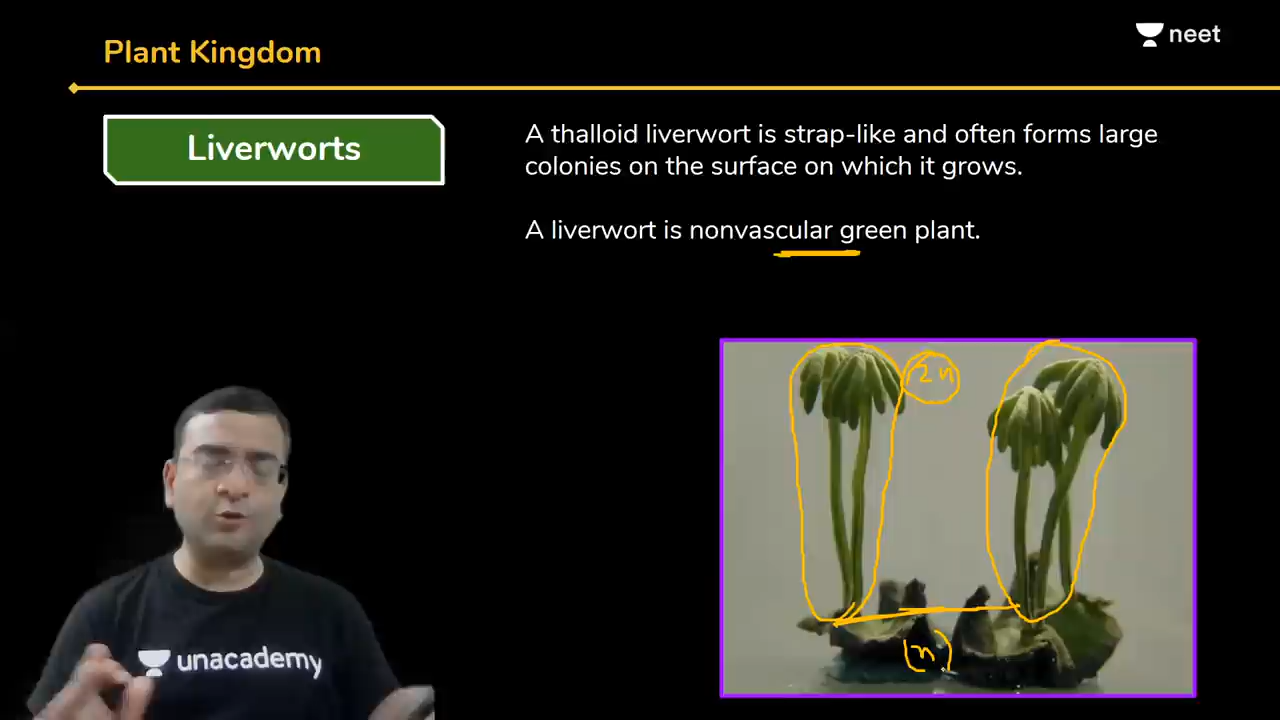 Plant Kingdom
neet
Liverworts
A thalloid liverwort is strap-like and often forms large
colonies on the surface on which it grows.
A liverwort is nonvascular green plant.
2n
n
unacademy